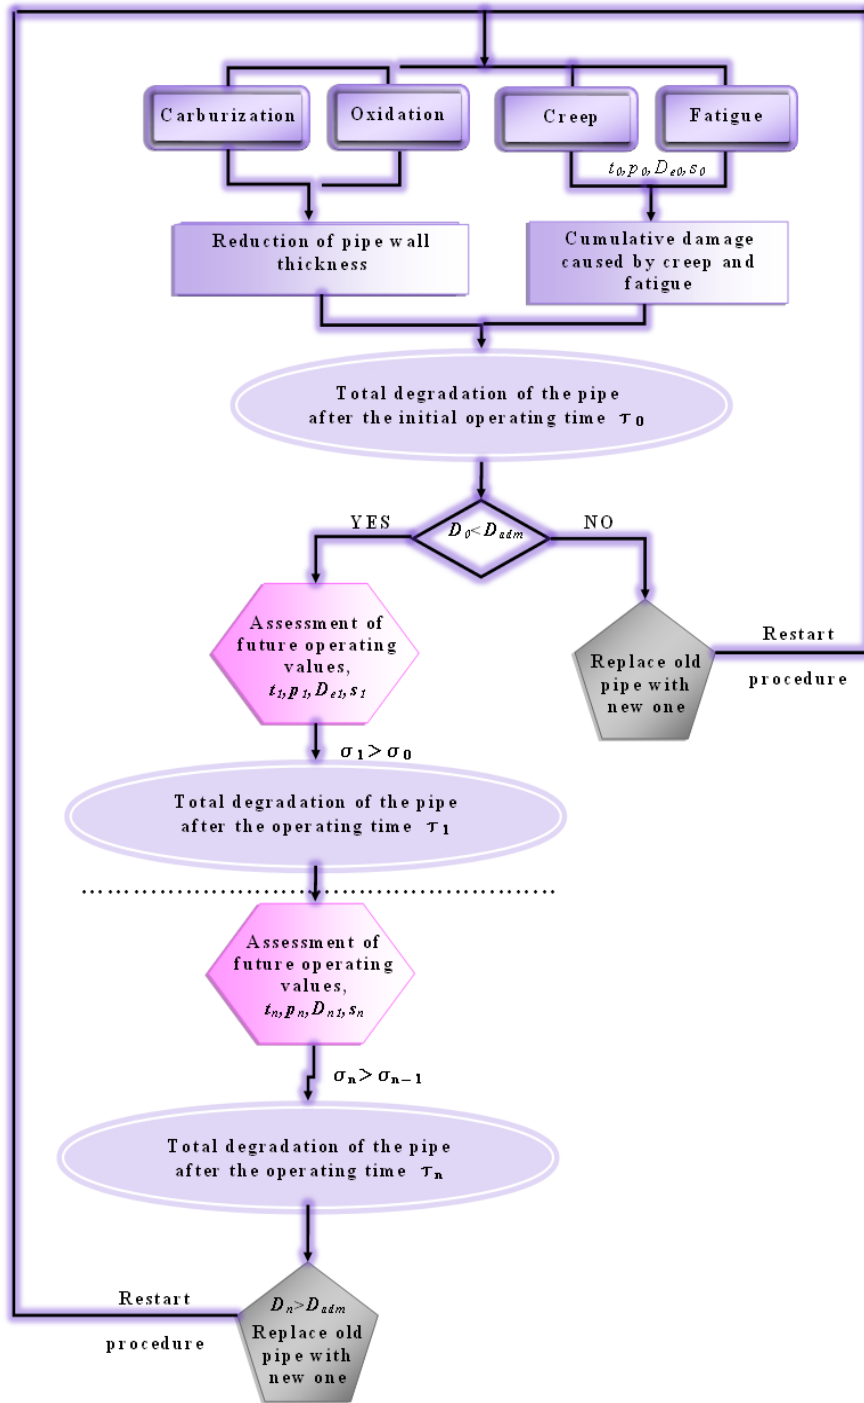 Carburization
Oxidation
Creep
Fatigue
t0,p0,De0,s0
Reduction of pipe wall
thickness
Cumulative damage
caused by creep and
fatigue
Total degradation of the pipe
after the initial operating time τ0
YES
D0<Dadm
NO
Assessment of
future operating
values,
t1,p1,De1,s1
Replace old
pipe with
new one
Restart
procedure
σ1>σ0
Total degradation of the pipe
after the operating time τ1
Assessment of
future operating
values,
tn,pn,Dn1,sn
σn>σn−1
Total degradation of the pipe
after the operating time τn
Restart
procedure
Dn>Dadm
Replace old
pipe with
new one